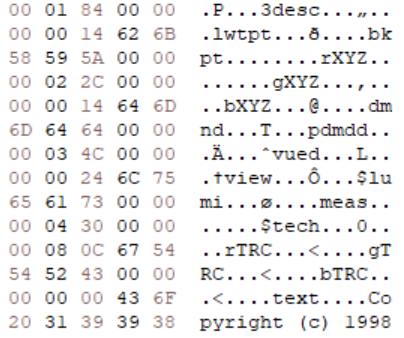 00 01 84 00 00 .P...3desc...„..
00 00 14 62 6B .lwtpt...ð....bk
58 59 5A 00 00 pt........rXYZ...
00 02 2C 00 00 ......gXYZ...,..
00 00 14 64 6D ..bXYZ...@....dm
6D 64 64 00 00 nd...T...pdmdd..
00 03 4C 00 00 .Ä...ˆvued...L..
00 00 24 6C 75 .†view...Ô...$lu
65 61 73 00 00 mi...ø....meas..
00 04 30 00 00 .....$tech...0..
00 08 0C 67 54 ..rTRC...<....gT
54 52 43 00 00 RC...<....bTRC..
00 00 00 43 6F .<....text....Co
20 31 39 39 38 pyright (c) 1998